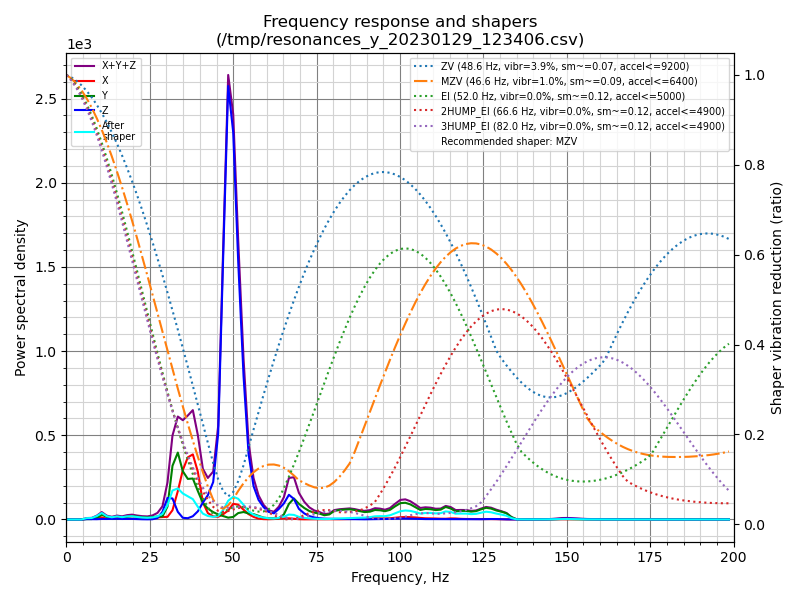 Frequency response and shapers
(/tmp/resonances_y_20230129_123406.csv)
1e3
X+Y+Z
X
Y
Z
After
shaper
ZV (48.6 Hz, vibr=3.9%, sm~=0.07, accel<=9200)
MZV (46.6 Hz, vibr=1.0%, sm~=0.09, accel<=6400)
EI (52.0 Hz, vibr=0.0%, sm~=0.12, accel<=5000)
2HUMP_EI (66.6 Hz, vibr=0.0%, sm~=0.12, accel<=4900)
3HUMP_EI (82.0 Hz, vibr=0.0%, sm~=0.12, accel<=4900)
Recommended shaper: MZV
Power spectral density
2.5
2.0
1.5
1.0
0.5
0.0
1.0
0.8
0.6
0.4
0.2
0.0
Shaper vibration reduction (ratio)
0 25 50 75 100 125 150 175 200
Frequency, Hz